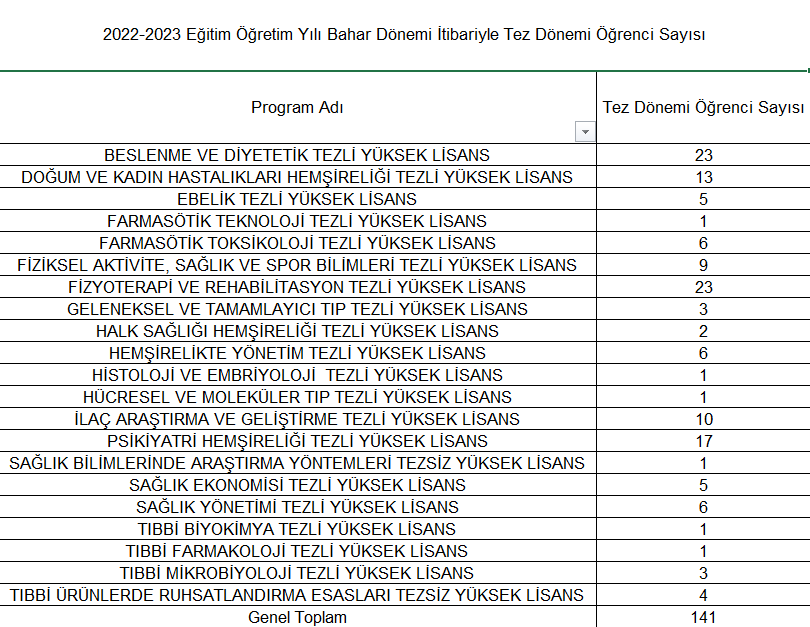 2022-2023 Eğitim Öğretim Yılı Bahar Dönemi İtibariyle Tez Dönemi Öğrenci Sayısı
Program Adı Tez Dönemi Öğrenci Sayısı
BESLENME VE DİYETETİK TEZLİ YÜKSEK LİSANS 23
DOĞUM VE KADIN HASTALIKLARI HEMŞİRELİĞİ TEZLİ YÜKSEK LİSANS 13
EBELİK TEZLİ YÜKSEK LİSANS 5
FARMASÖTİK TEKNOLOJİ TEZLİ YÜKSEK LİSANS 1
FARMASÖTİK TOKSİKOLOJİ TEZLİ YÜKSEK LİSANS 6
FİZİKSEL AKTİVİTE, SAĞLIK VE SPOR BİLİMLERİ TEZLİ YÜKSEK LİSANS 9
FİZYOTERAPİ VE REHABİLİTASYON TEZLİ YÜKSEK LİSANS 23
GELENEKSEL VE TAMAMLAYICI TIP TEZLİ YÜKSEK LİSANS 3
HALK SAĞLIĞI HEMŞİRELİĞİ TEZLİ YÜKSEK LİSANS 2
HEMŞİRELİKTE YÖNETİM TEZLİ YÜKSEK LİSANS 6
HİSTOLOJİ VE EMBRİYOLOJİ  TEZLİ YÜKSEK LİSANS 1
HÜCRESEL VE MOLEKÜLER TIP TEZLİ YÜKSEK LİSANS 1
İLAÇ ARAŞTIRMA VE GELİŞTİRME TEZLİ YÜKSEK LİSANS 10
PSİKİYATRİ HEMŞİRELİĞİ TEZLİ YÜKSEK LİSANS 17
SAĞLIK BİLİMLERİNDE ARAŞTIRMA YÖNTEMLERİ TEZSİZ YÜKSEK LİSANS 1
SAĞLIK EKONOMİSİ TEZLİ YÜKSEK LİSANS 5
SAĞLIK YÖNETİMİ TEZLİ YÜKSEK LİSANS 6
TIBBİ BİYOKİMYA TEZLİ YÜKSEK LİSANS 1
TIBBİ FARMAKOLOJİ TEZLİ YÜKSEK LİSANS 1
TIBBİ MİKROBİYOLOJİ TEZLİ YÜKSEK LİSANS 3
TIBBİ ÜRÜNLERDE RUHSATLANDIRMA ESASLARI TEZSİZ YÜKSEK LİSANS 4
Genel Toplam 141